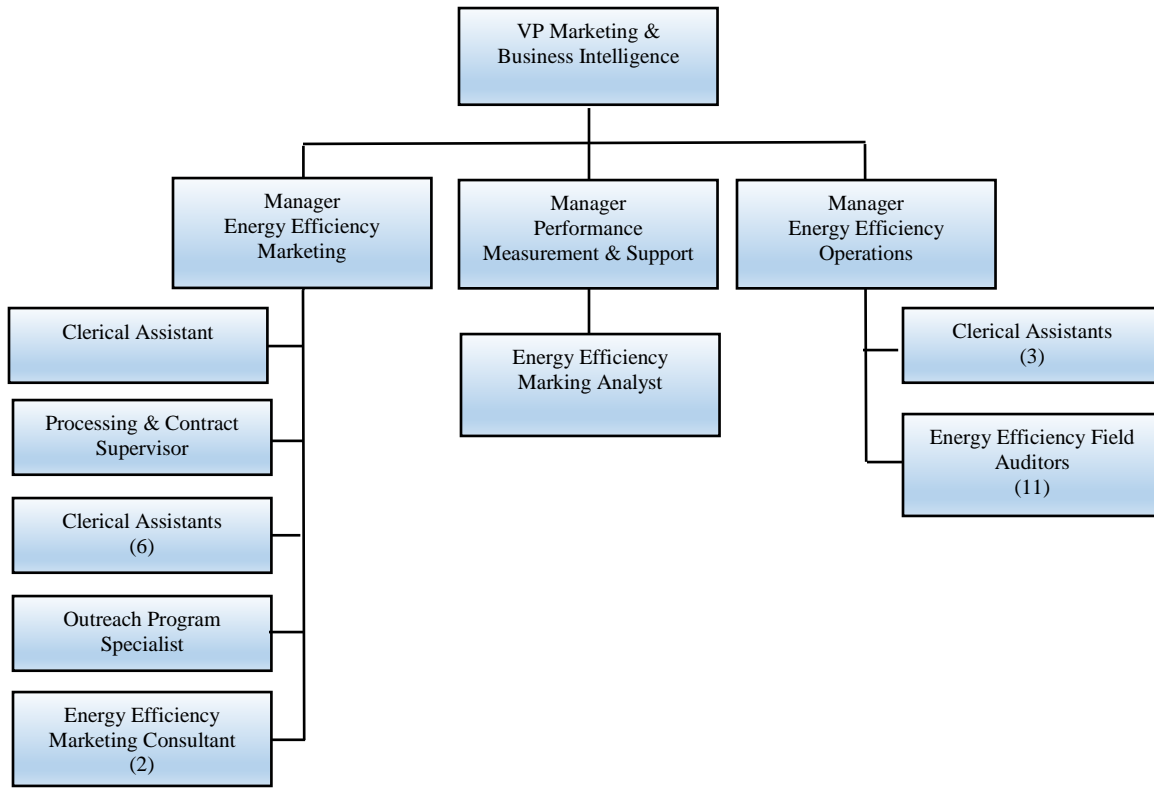 VP Marketing &
Business Intelligence
Manager
Energy Efficiency
Marketing
Manager
Performance
Measurement & Support
Manager
Energy Efficiency
Operations
Clerical Assistant
Processing & Contract
Supervisor
Clerical Assistants
(6)
Outreach Program
Specialist
Energy Efficiency
Marketing Consultant
(2)
Energy Efficiency
Marking Analyst
Clerical Assistants
(3)
Energy Efficiency Field
Auditors
(11)